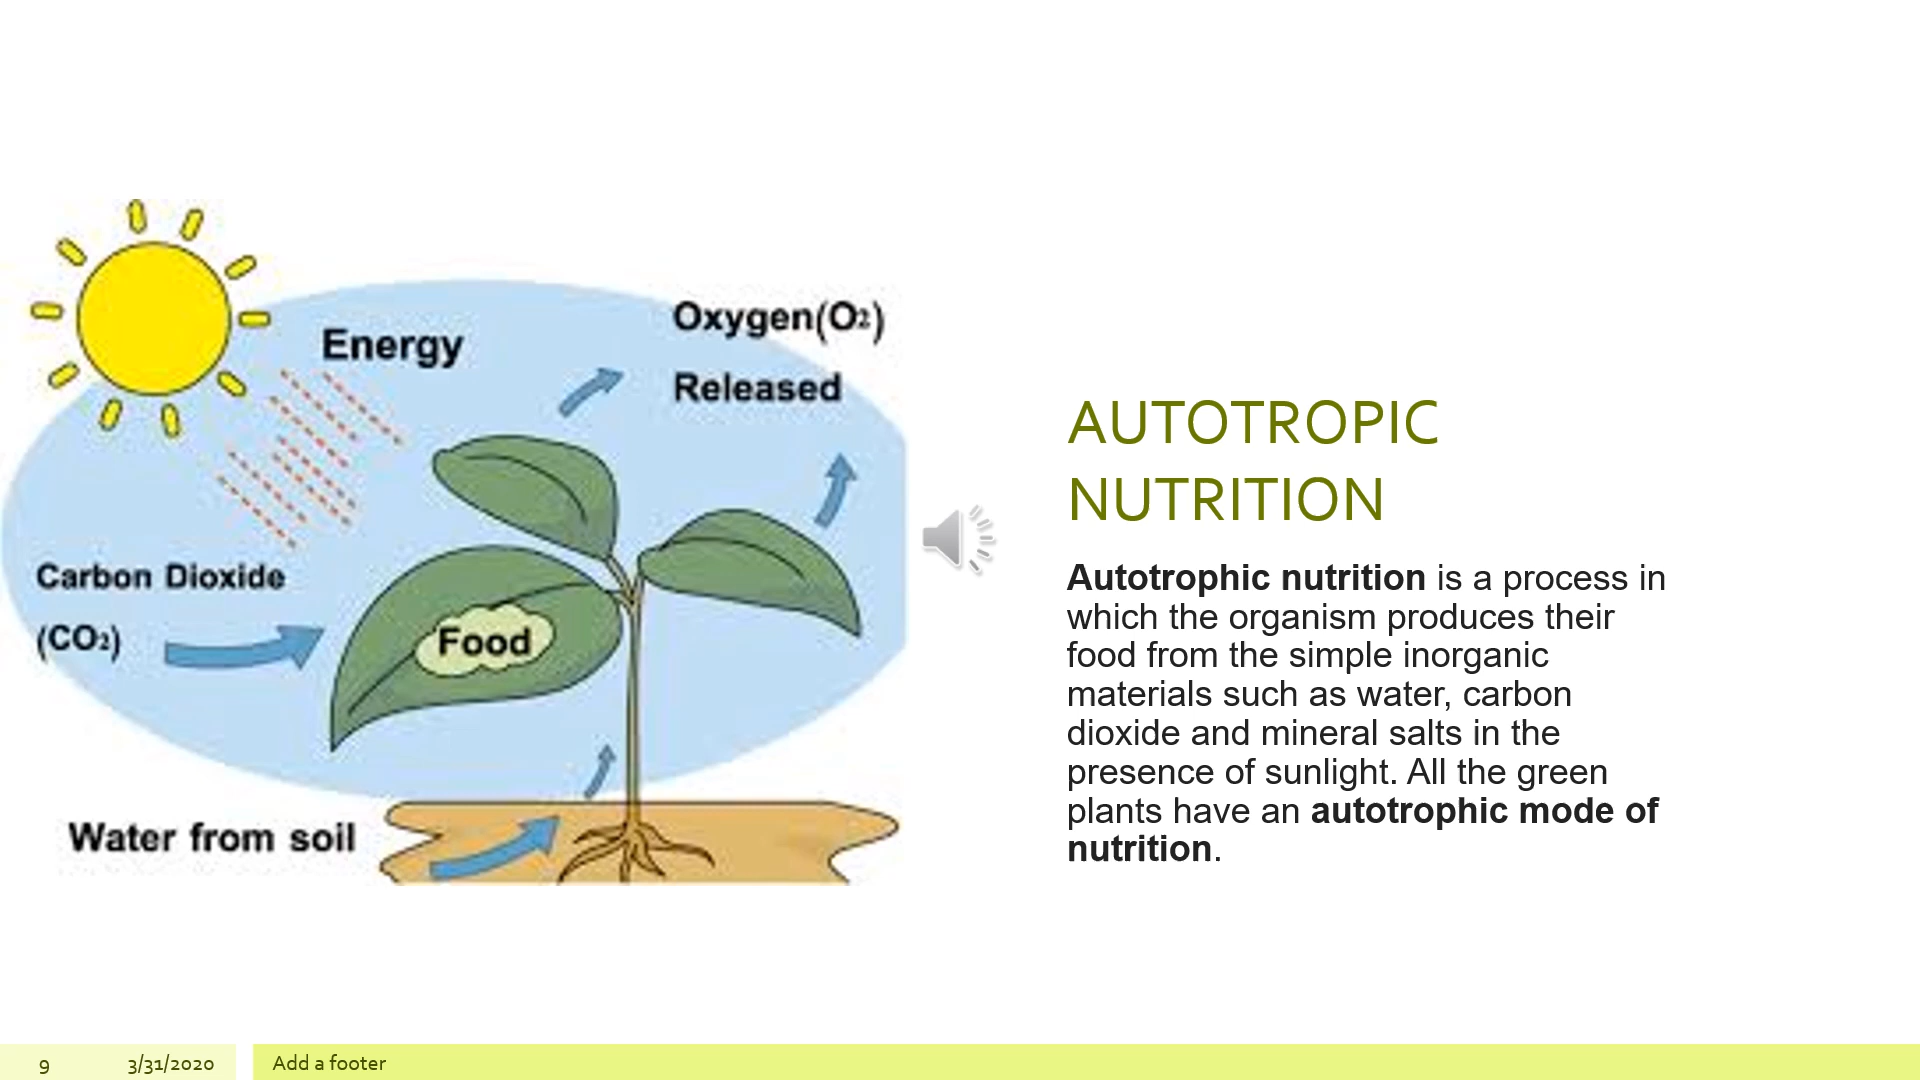 Energy
Oxygen(O₂)
Released
Carbon Dioxide
(CO₂)
Food
Water from soil
AUTOTROPIC
NUTRITION
Autotrophic nutrition is a process in
which the organism produces their
food from the simple inorganic
materials such as water, carbon
dioxide and mineral salts in the
presence of sunlight. All the green
plants have an autotrophic mode of
nutrition.
9 3/31/2020 Add a footer